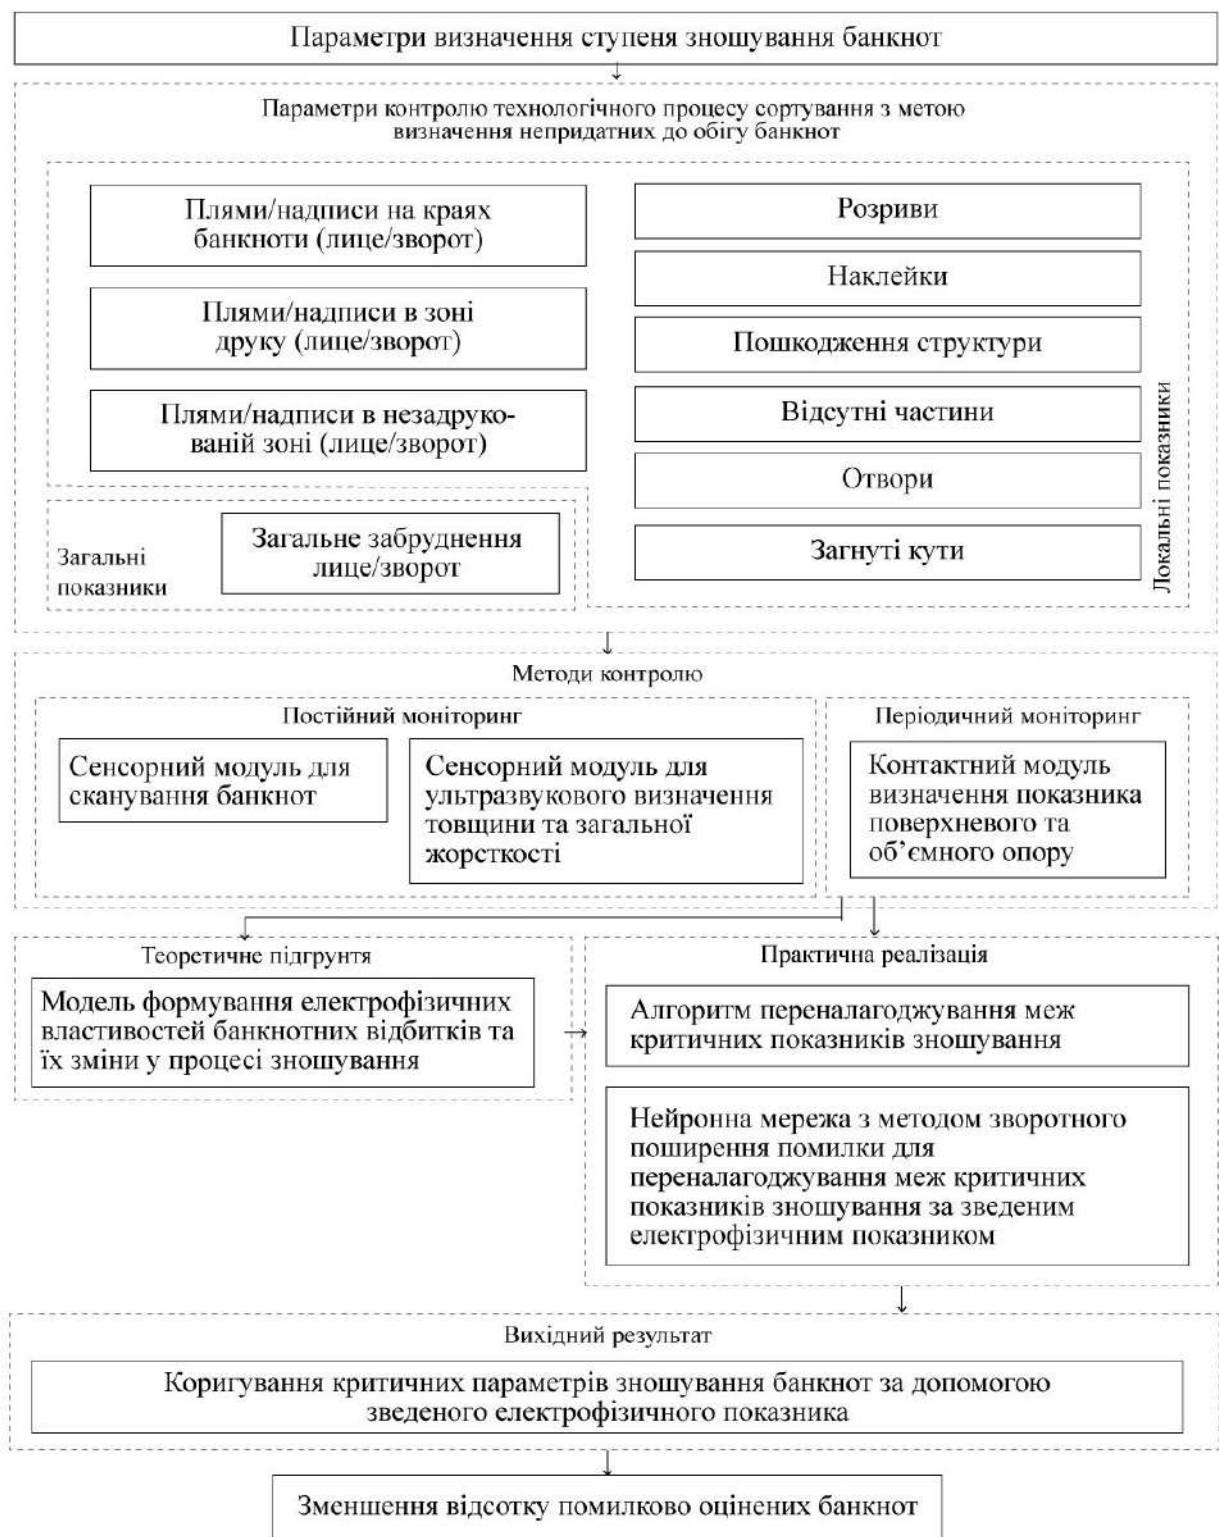 Параметри визначення ступеня зношування банкнот
Параметри контролю технологічного процесу сортування з метою
визначення непридатних до обігу банкнот
Плями/надписи на краях
банкноти (лице/зворот)
Плями/надписи в зоні
друку (лице/зворот)
Плями/надписи в незадруко-
ваній зоні (лице/зворот)
Розриви
Наклейки
Пошкодження структури
Відсутні частини
Отвори
Загнуті кути
Локальні показники
Загальні
показники
Загальне забруднення
лице/зворот
Методи контролю
Постійний моніторинг
Сенсорний модуль для
сканування банкнот
Сенсорний модуль для
ультразвукового визначення
товщини та загальної
жорсткості
Періодичний моніторинг
Контактний модуль
визначення показника
поверхневого та
об’ємного опору
Теоретичне підгрунтя
Модель формування електрофізичних
властивостей банкнотних відбитків та
їх зміни у процесі зношування
Практична реалізація
Алгоритм переналагоджування меж
критичних показників зношування
Нейронна мережа з методом зворотного
поширення помилки для
переналагоджування меж критичних
показників зношування за зведеним
електрофізичним показником
Вихідний результат
Коригування критичних параметрів зношування банкнот за допомогою
зведеного електрофізичного показника
Зменшення відсотку помилково оцінених банкнот